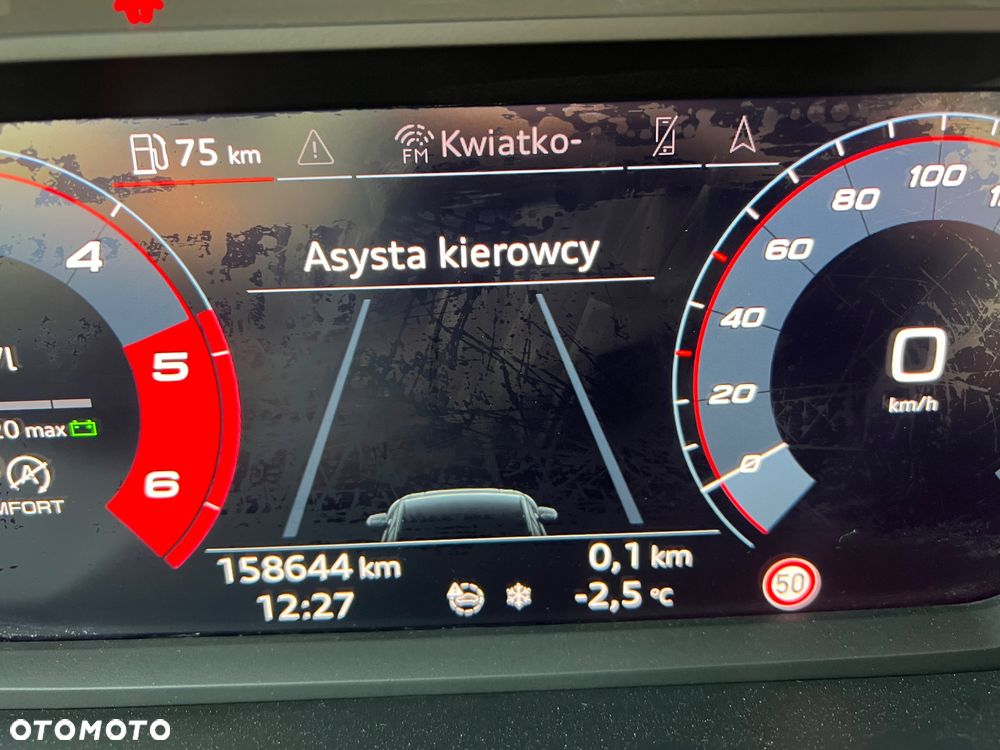 75 km
FM Kwiatko-
Asysta kierowcy
4
5
6
20 max
MFORT
100
80
60
40
20
0
0
km/h
158644 km
0,1 km
12:27
-2,5 °C
50
OTOMOTO